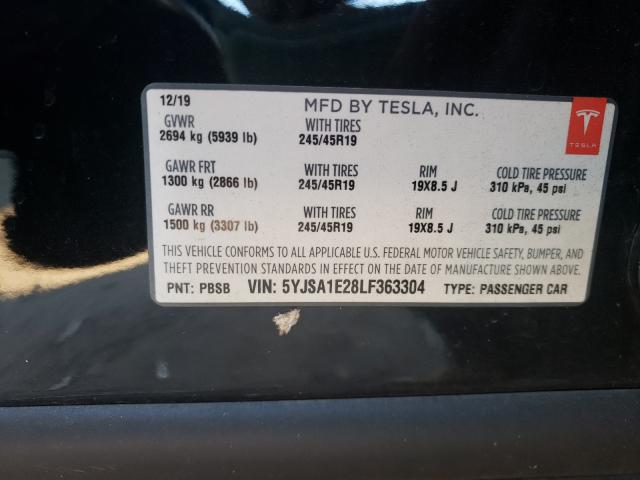 12/19 MFD BY TESLA, INC.
GVWR WITH TIRES
2694 kg (5939 lb) 245/45R19
TESLA
GAWR FRT WITH TIRES RIM COLD TIRE PRESSURE
1300 kg (2866 lb) 245/45R19 19X8.5 J 310 kPa, 45 psi
GAWR RR WITH TIRES RIM COLD TIRE PRESSURE
1500 kg (3307 lb) 245/45R19 19X8.5 J 310 kPa, 45 psi
THIS VEHICLE CONFORMS TO ALL APPLICABLE U.S. FEDERAL MOTOR VEHICLE SAFETY, BUMPER, AND
THEFT PREVENTION STANDARDS IN EFFECT ON THE DATE OF MANUFACTURE SHOWN ABOVE.
PNT: PBSB VIN: 5YJSA1E28LF363304 TYPE: PASSENGER CAR